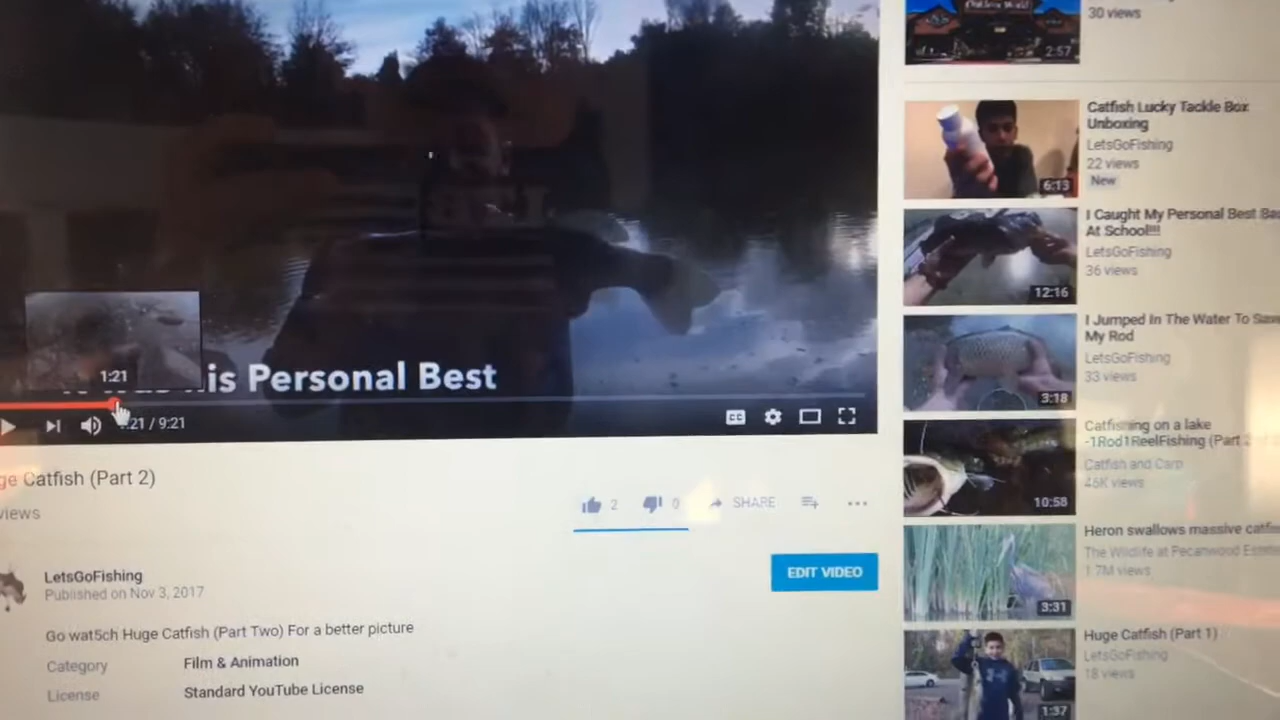 is Personal Best
1:21
21 / 9:21
CC
ge Catfish (Part 2)
views
2
0
SHARE
EDIT VIDEO
LetsGoFishing
Published on Nov 3, 2017
Go wat5ch Huge Catfish (Part Two) For a better picture
Category
Film & Animation
License
Standard YouTube License
30 views
2:57
Catfish Lucky Tackle Box
Unboxing
LetsGoFishing
22 views
New
6:13
I Caught My Personal Best Ba
At School!!!
LetsGoFishing
36 views
12:16
I Jumped In The Water To Save
My Rod
LetsGoFishing
33 views
3:18
Catfishing on a lake
-1Rod1ReelFishing (Part 2
Catfish and Carp
46K views
10:58
Heron swallows massive catfis
The Wildlife at Pecanwood Estate
1.7M views
3:31
Huge Catfish (Part 1)
LetsGoFishing
18 views
1:37